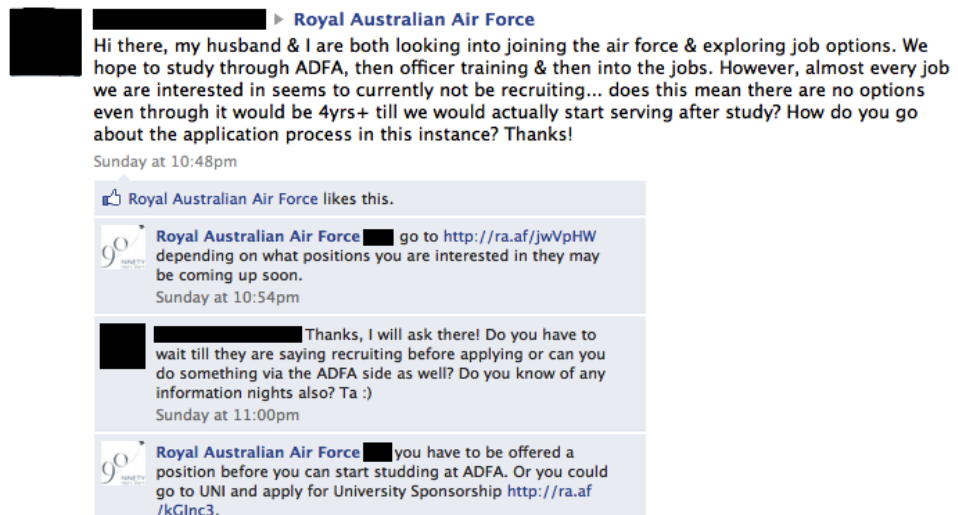 Royal Australian Air Force
Hi there, my husband & I are both looking into joining the air force & exploring job options. We
hope to study through ADFA, then officer training & then into the jobs. However, almost every job
we are interested in seems to currently not be recruiting... does this mean there are no options
even through it would be 4yrs+ till we would actually start serving after study? How do you go
about the application process in this instance? Thanks!
Sunday at 10:48pm
Royal Australian Air Force likes this.
90
NINETY
Royal Australian Air Force go to http://ra.af/jwVpHW
depending on what positions you are interested in they may
be coming up soon.
Sunday at 10:54pm
Thanks, I will ask there! Do you have to
wait till they are saying recruiting before applying or can you
do something via the ADFA side as well? Do you know of any
information nights also? Ta :)
Sunday at 11:00pm
90
NINETY
Royal Australian Air Force you have to be offered a
position before you can start studding at ADFA. Or you could
go to UNI and apply for University Sponsorship http://ra.af
/kGInc3.